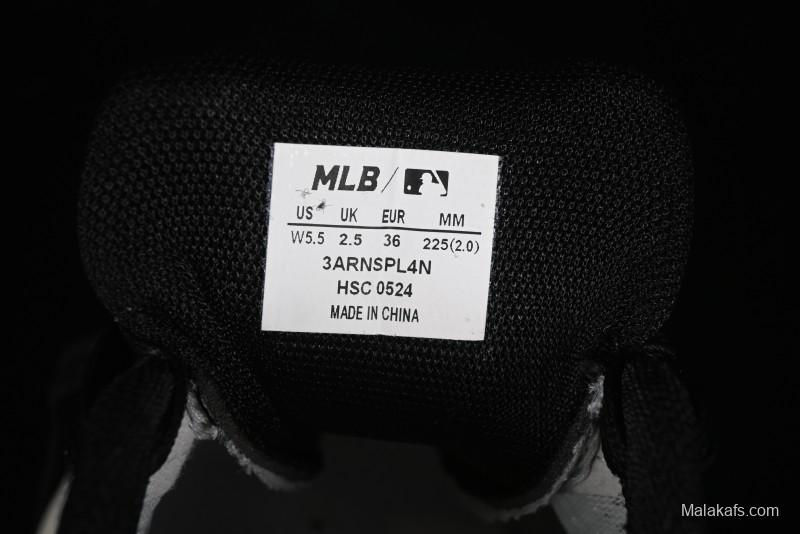 MLB /
US UK EUR MM
W5.5 2.5 36 225(2.0)
3ARNSPL4N
HSC 0524
MADE IN CHINA
Malakafs.com